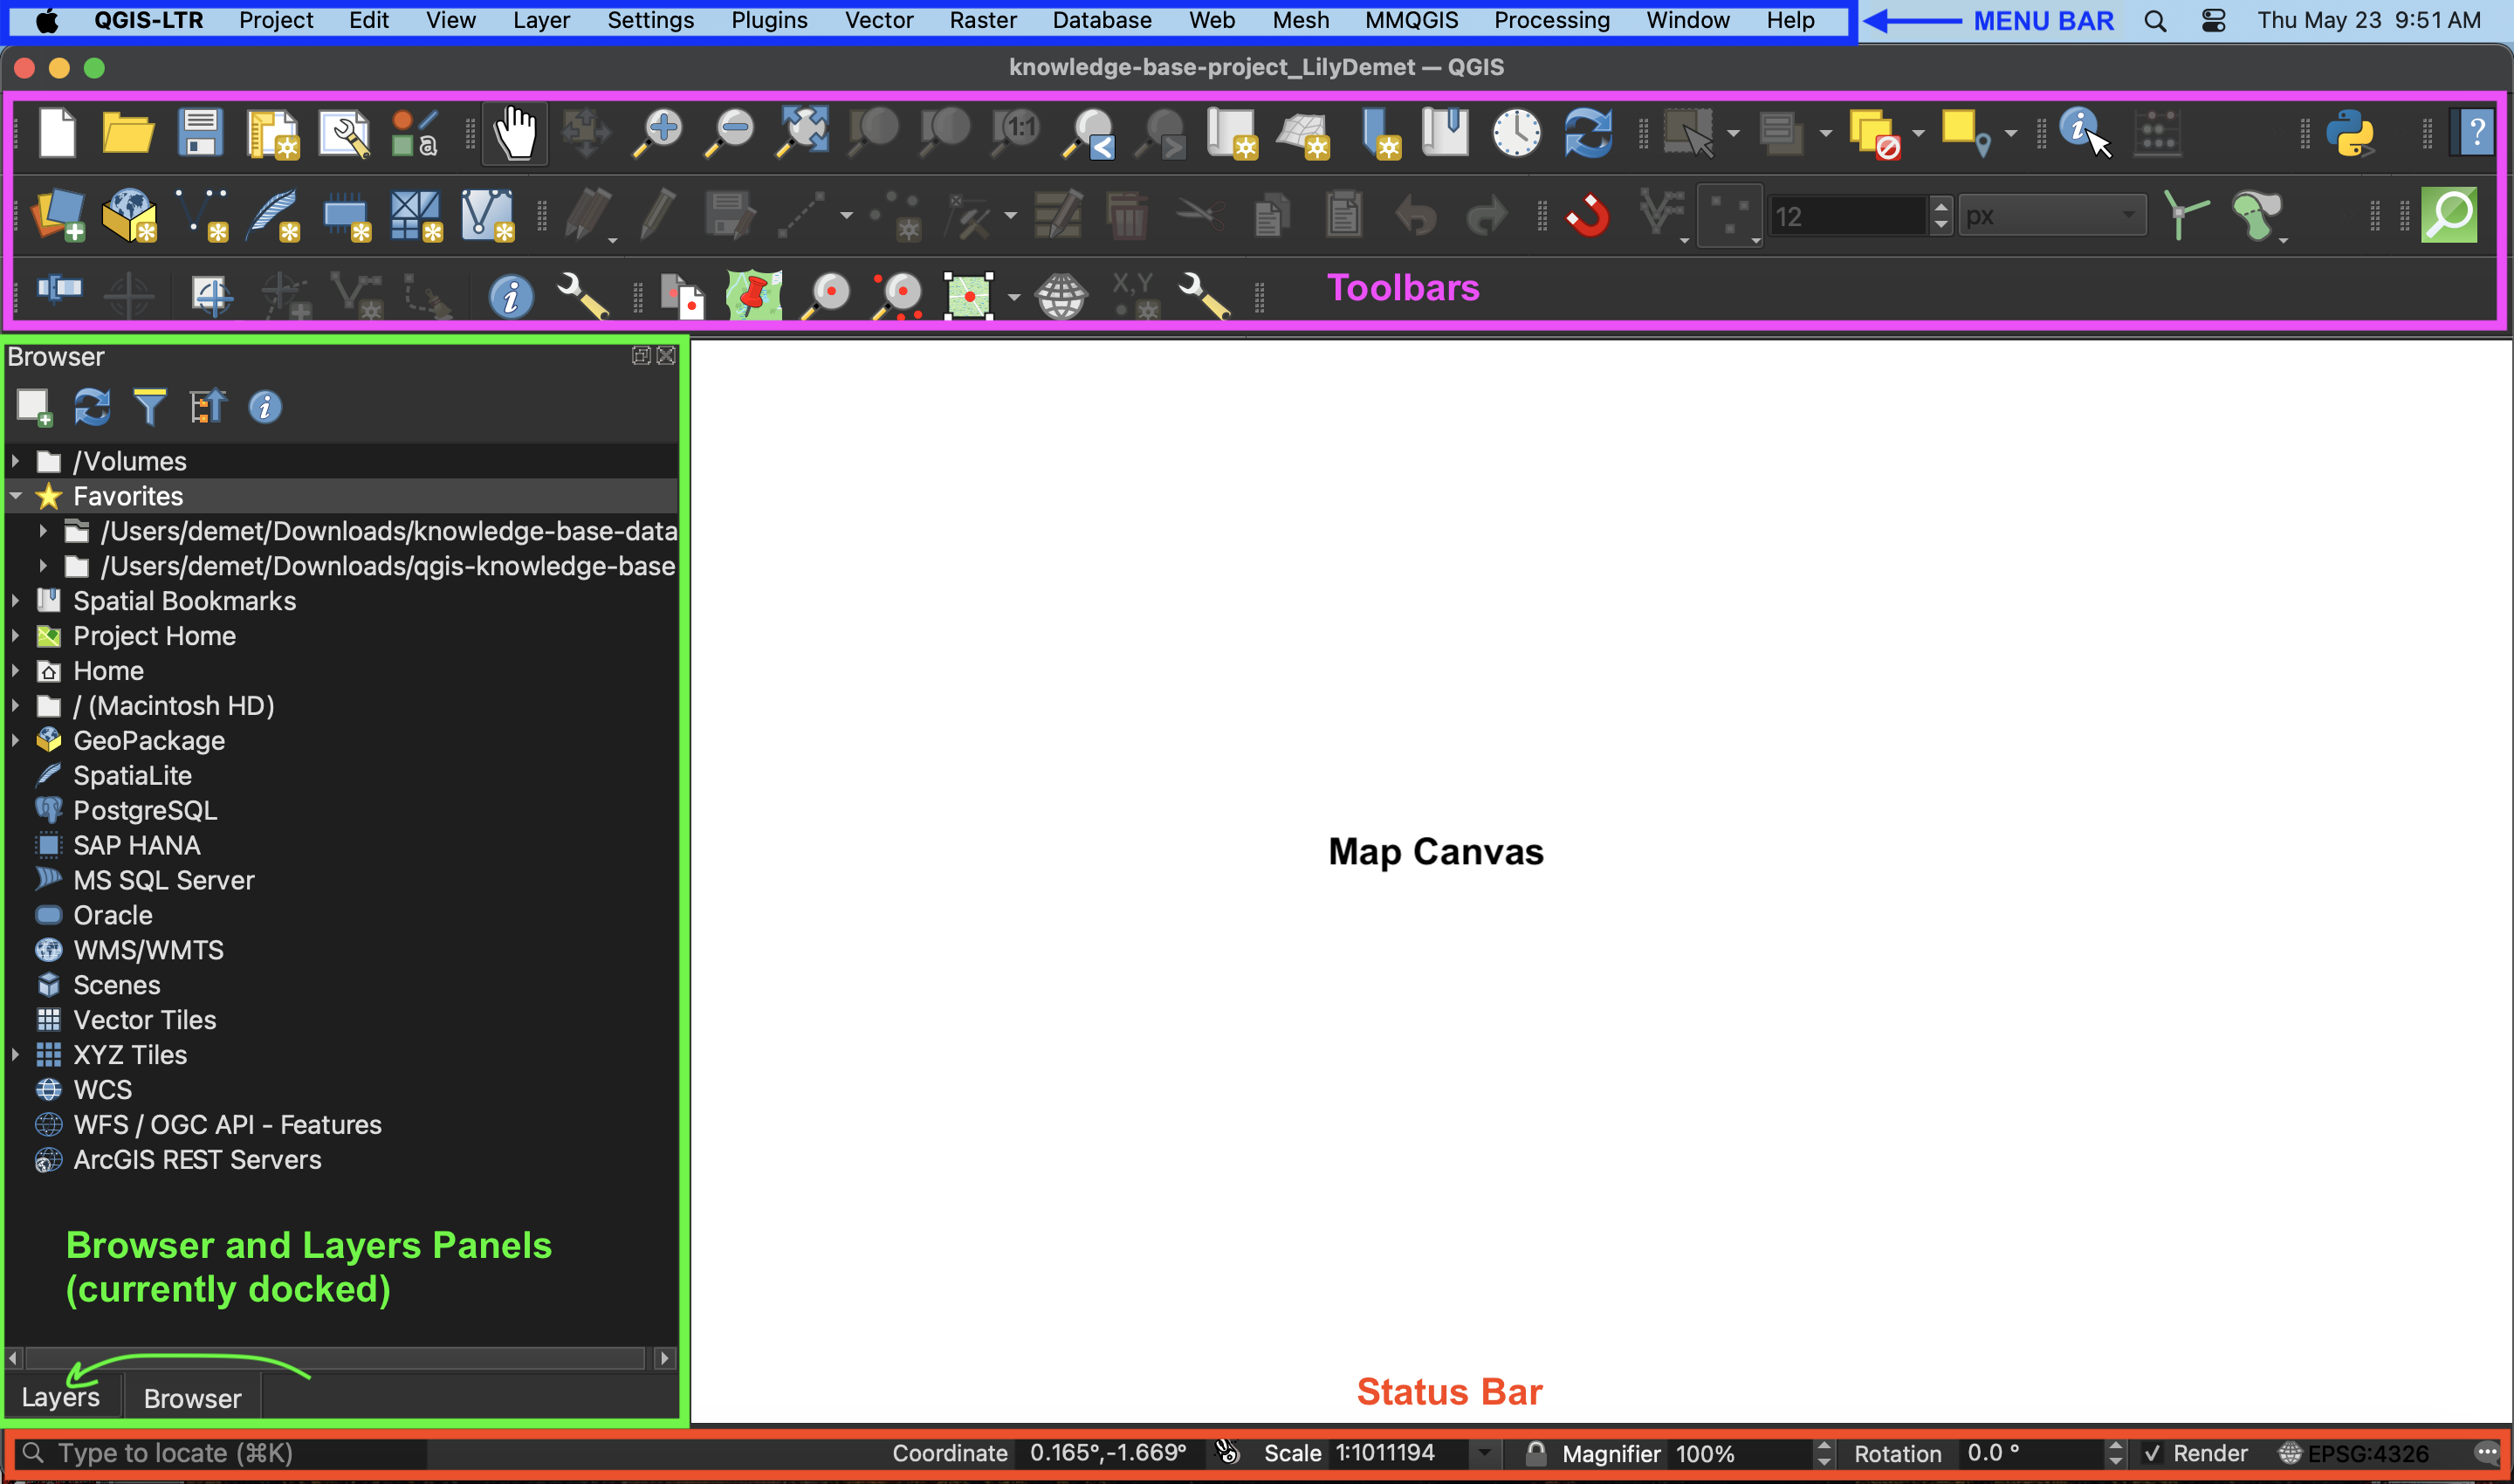 QGIS-LTR Project Edit View Layer Settings Plugins Vector Raster Database Web Mesh MMQGIS Processing Window Help MENU BAR Thu May 23 9:51 AM
knowledge-base-project_LilyDemet — QGIS
a 1:1 ?
12 px
X,Y
Toolbars
Browser
/Volumes
Favorites
/Users/demet/Downloads/knowledge-base-data
/Users/demet/Downloads/qgis-knowledge-base
Spatial Bookmarks
Project Home
Home
/ (Macintosh HD)
GeoPackage
SpatiaLite
PostgreSQL
SAP HANA
MS SQL Server
Oracle
WMS/WMTS
Scenes
Vector Tiles
XYZ Tiles
WCS
WFS / OGC API - Features
ArcGIS REST Servers
Browser and Layers Panels
(currently docked)
Layers Browser
Map Canvas
Status Bar
Type to locate (⌘K) Coordinate 0.165°,-1.669° Scale 1:1011194 Magnifier 100% Rotation 0.0 ° Render EPSG:4326